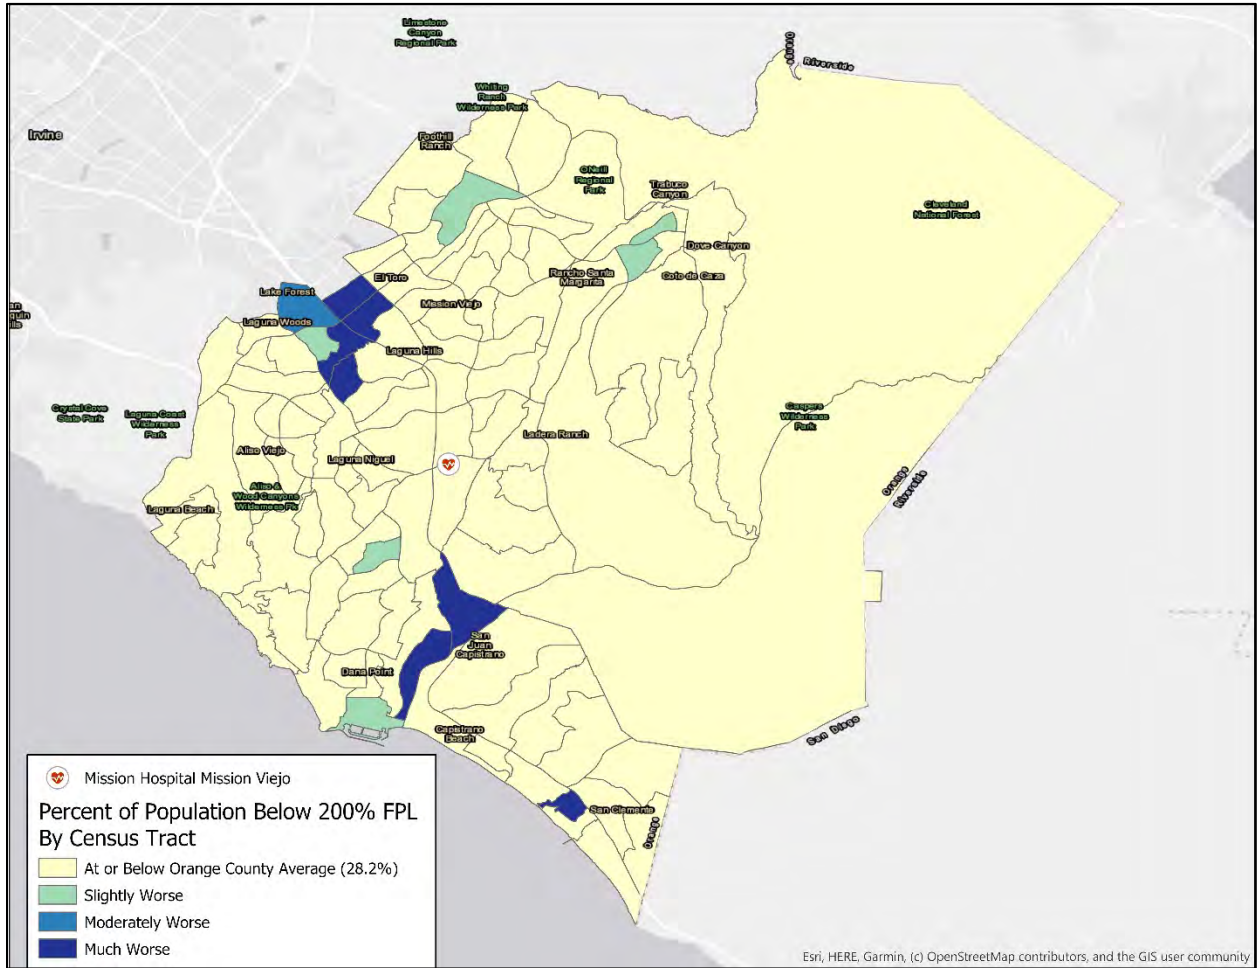 Limestone
Canyon
Regional Park
Orange
Riverside
Whiting
Ranch
Wilderness Park
Irvine
Foothill
Ranch
O'Neill
Regional
Park
Trabuco
Canyon
Cleveland
National Forest
Dove Canyon
Rancho Santa
Margarita
Coto de Caza
El Toro
Lake Forest
Mission Viejo
Laguna Woods
Laguna Hills
Crystal Cove
State Park
Laguna Coast
Wilderness
Park
Caspers
Wilderness
Park
Ladera Ranch
Aliso Viejo
Laguna Niguel
Orange
Riverside
Aliso &
Wood Canyons
Wilderness Pk
Laguna Beach
San
Juan
Capistrano
Dana Point
Capistrano
Beach
San Diego
San Clemente
Orange
Mission Hospital Mission Viejo
Percent of Population Below 200% FPL
By Census Tract
At or Below Orange County Average (28.2%)
Slightly Worse
Moderately Worse
Much Worse
Esri, HERE, Garmin, (c) OpenStreetMap contributors, and the GIS user community